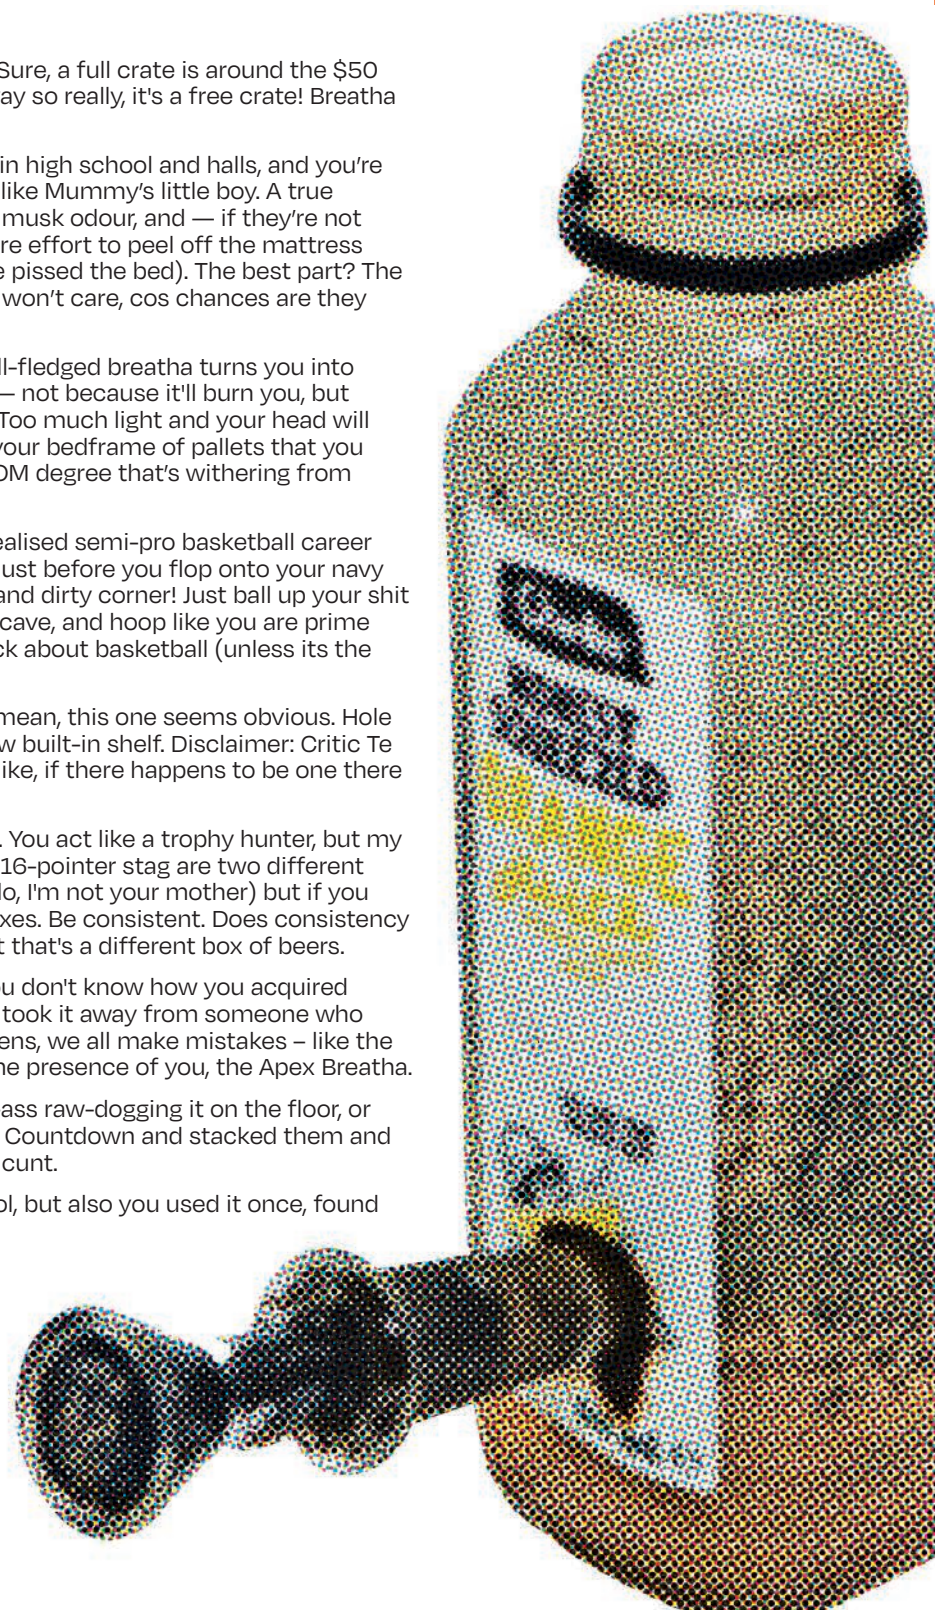 Sure, a full crate is around the $50
ay so really, it's a free crate! Breatha
in high school and halls, and you're
like Mummy's little boy. A true
musk odour, and — if they're not
re effort to peel off the mattress
e pissed the bed). The best part? The
won't care, cos chances are they
ll-fledged breatha turns you into
— not because it'll burn you, but
Too much light and your head will
your bedframe of pallets that you
OM degree that's withering from
ealised semi-pro basketball career
ust before you flop onto your navy
and dirty corner! Just ball up your shit
cave, and hoop like you are prime
ck about basketball (unless its the
mean, this one seems obvious. Hole
w built-in shelf. Disclaimer: Critic Te
like, if there happens to be one there
. You act like a trophy hunter, but my
16-pointer stag are two different
lo, I'm not your mother) but if you
xes. Be consistent. Does consistency
t that's a different box of beers.
ou don't know how you acquired
took it away from someone who
ens, we all make mistakes – like the
he presence of you, the Apex Breatha.
ass raw-dogging it on the floor, or
Countdown and stacked them and
cunt.
ol, but also you used it once, found